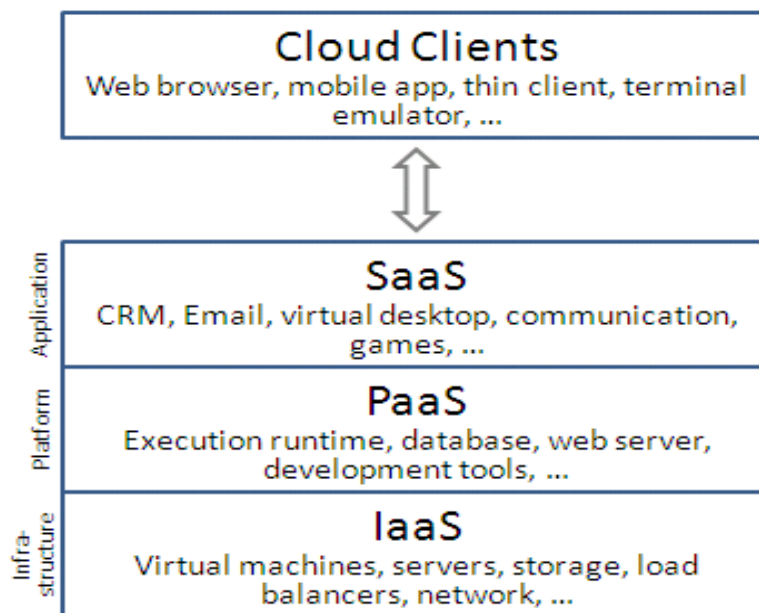 Cloud Clients
Web browser, mobile app, thin client, terminal
emulator, ...
Application
SaaS
CRM, Email, virtual desktop, communication,
games, ...
Platform
PaaS
Execution runtime, database, web server,
development tools, ...
Infra-
structure
IaaS
Virtual machines, servers, storage, load
balancers, network, ...